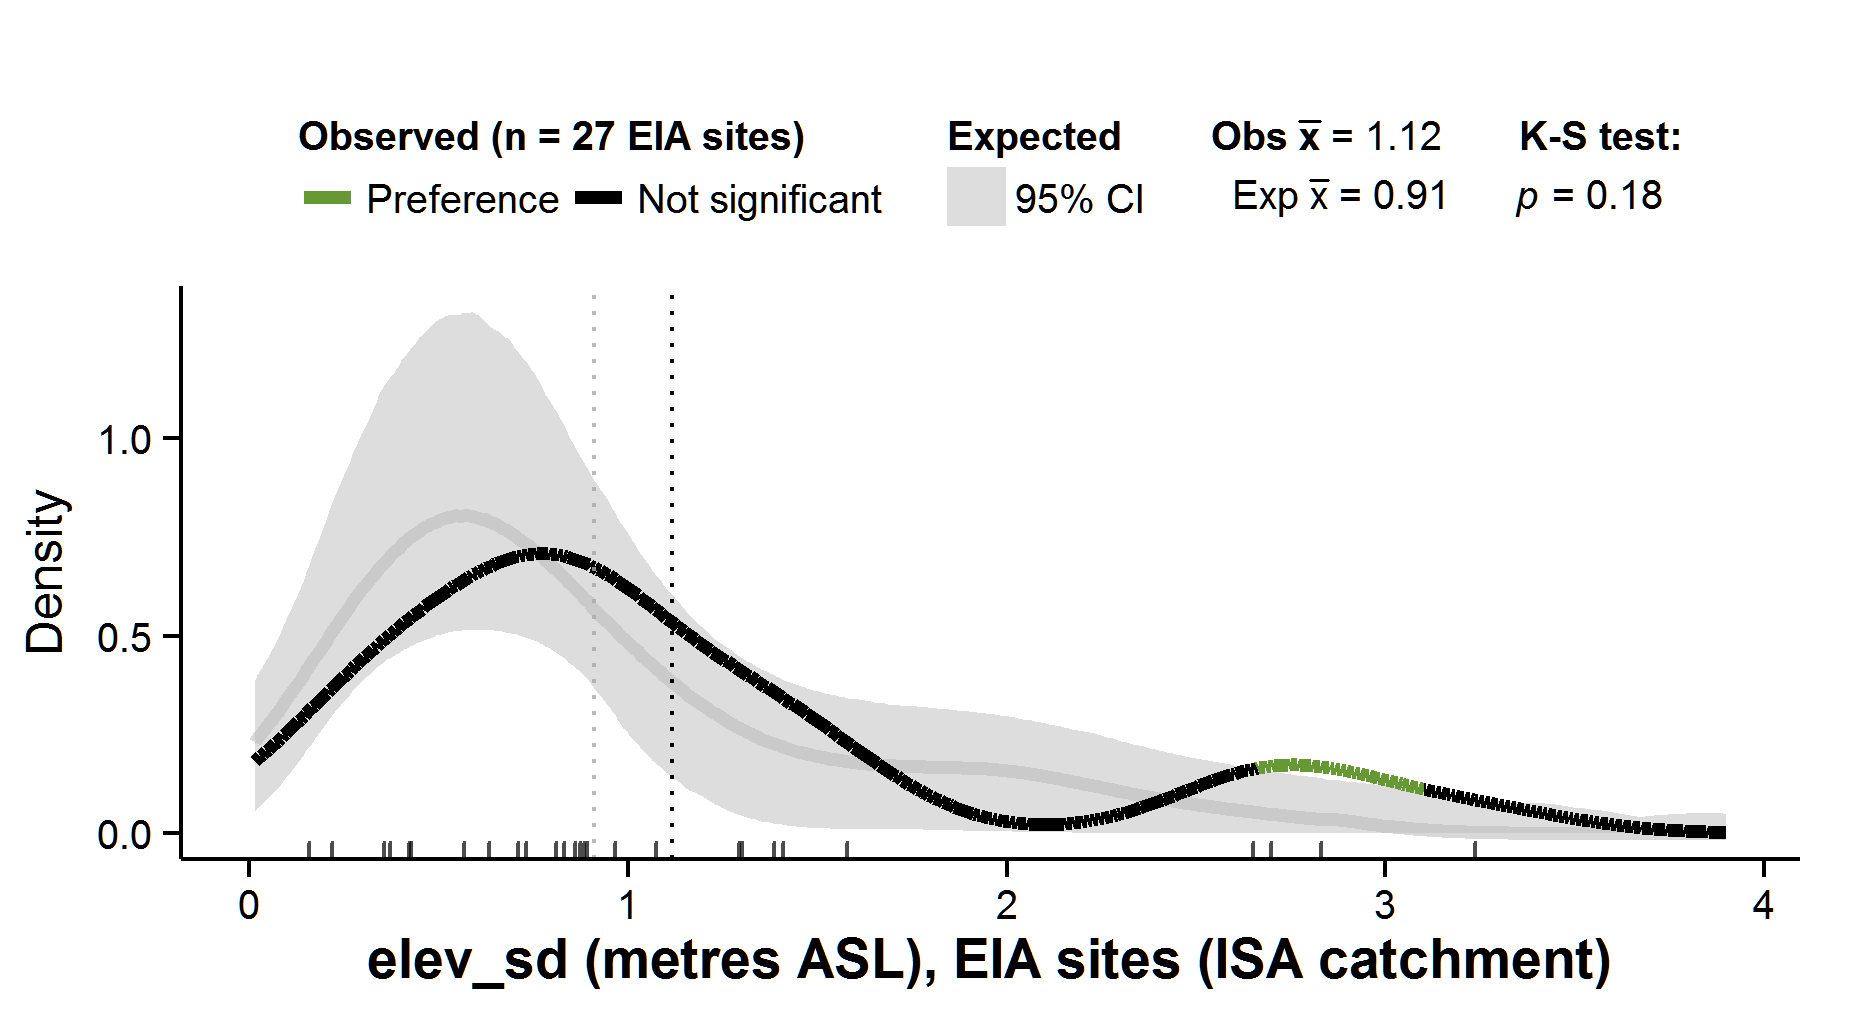 Observed (n = 27 EIA sites) Expected Obs x̅ = 1.12 K-S test:
Preference Not significant 95% CI Exp x̅ = 0.91 p = 0.18
Density
1.0
0.5
0.0
0 1 2 3 4
elev_sd (metres ASL), EIA sites (ISA catchment)